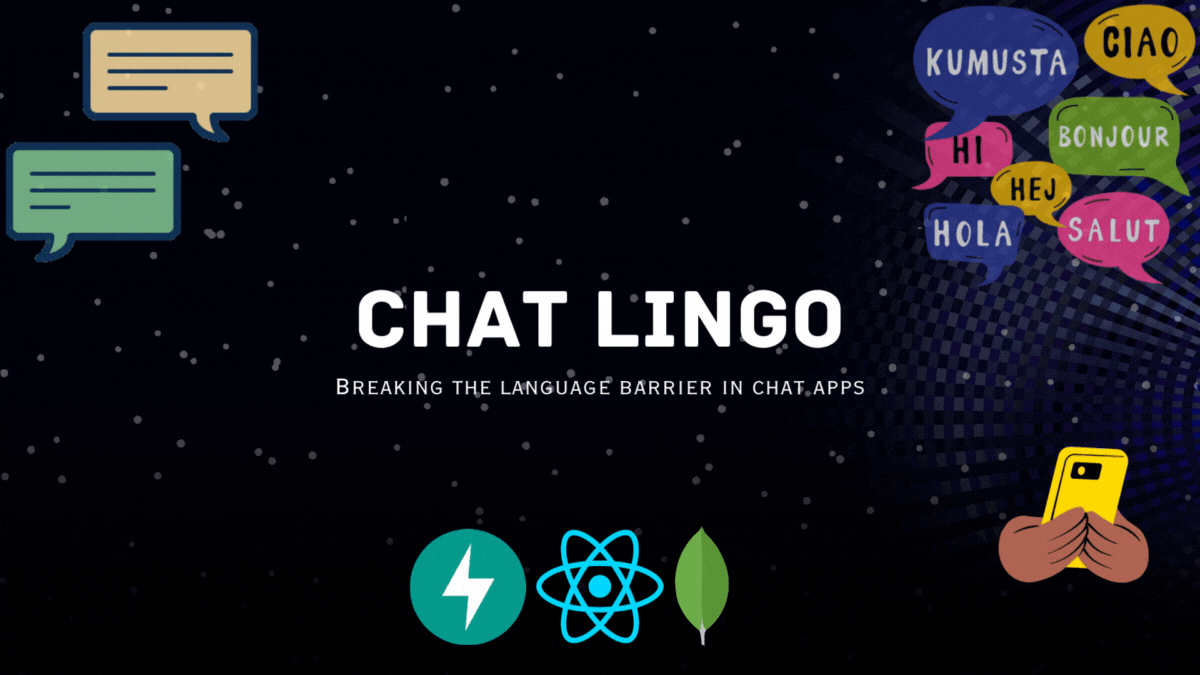 KUMUSTA
CIAO
HI
BONJOUR
HEJ
HOLA
SALUT
CHAT LINGO
BREAKING THE LANGUAGE BARRIER IN CHAT APPS